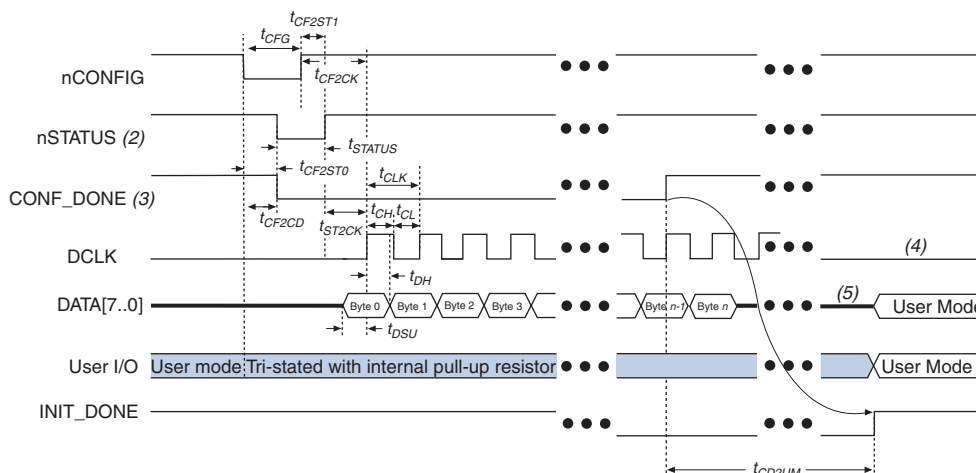 tCF2ST1
tCFG
nCONFIG
tCF2CK
nSTATUS (2)
tSTATUS
tCF2ST0
tCLK
CONF_DONE (3)
tCF2CD
tST2CK
tCH
tCL
DCLK
(4)
tDH
DATA[7..0]
Byte 0
Byte 1
Byte 2
Byte 3
Byte n-1
Byte n
(5)
User Mode
tDSU
User I/O
User mode
Tri-stated with internal pull-up resistor
User Mode
INIT_DONE
tCD2UM